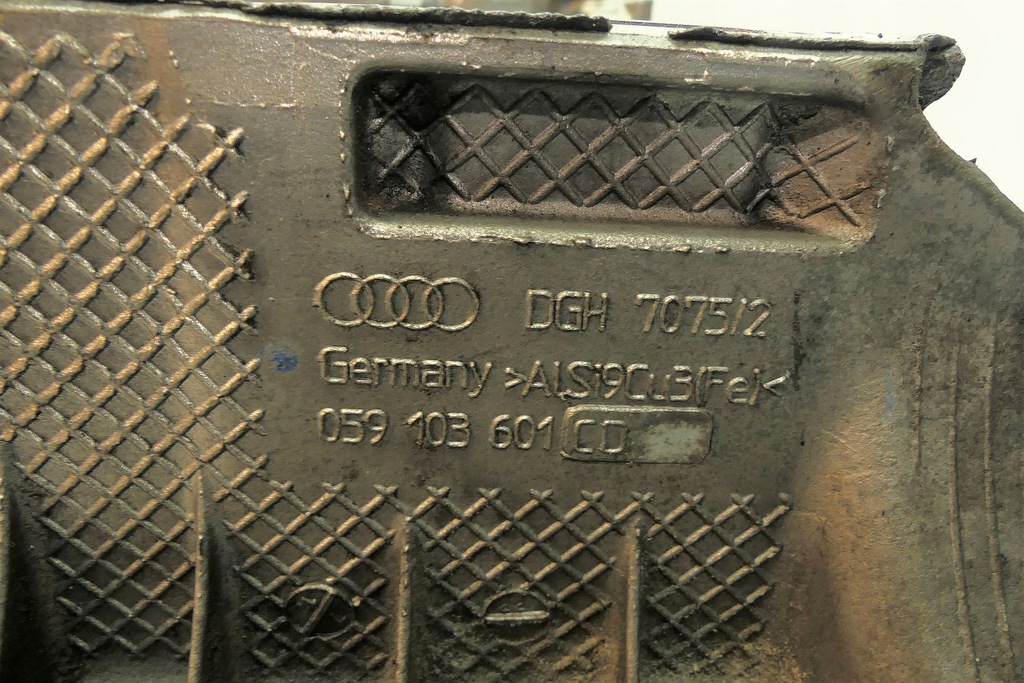 DGH 7075/2
Germany >ALSi9Cu3(Fe)<
059 103 601 CD